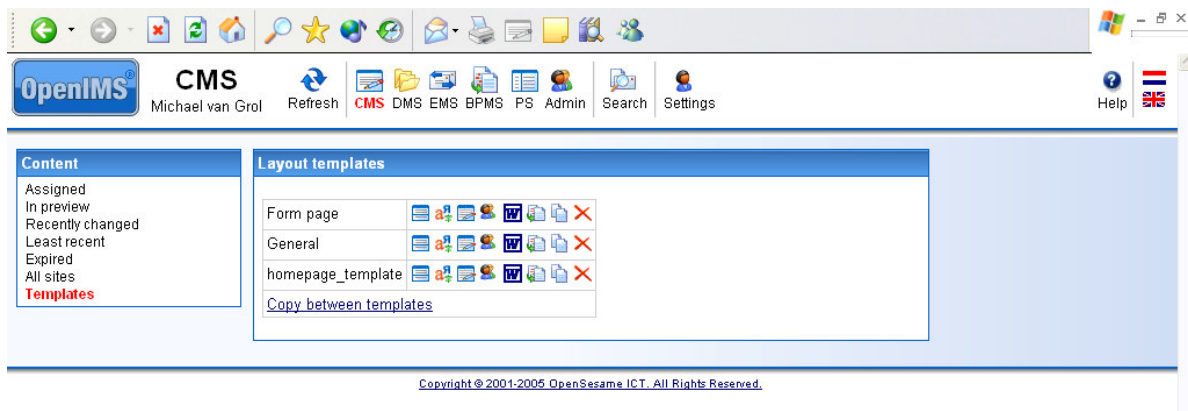 OpenIMS®
CMS
Michael van Grol
Refresh
CMS DMS EMS BPMS PS Admin
Search
Settings
Help
Content
Assigned
In preview
Recently changed
Least recent
Expired
All sites
Templates
Layout templates
Form page
General
homepage_template
Copy between templates
Copyright © 2001-2005 OpenSesame ICT. All Rights Reserved.